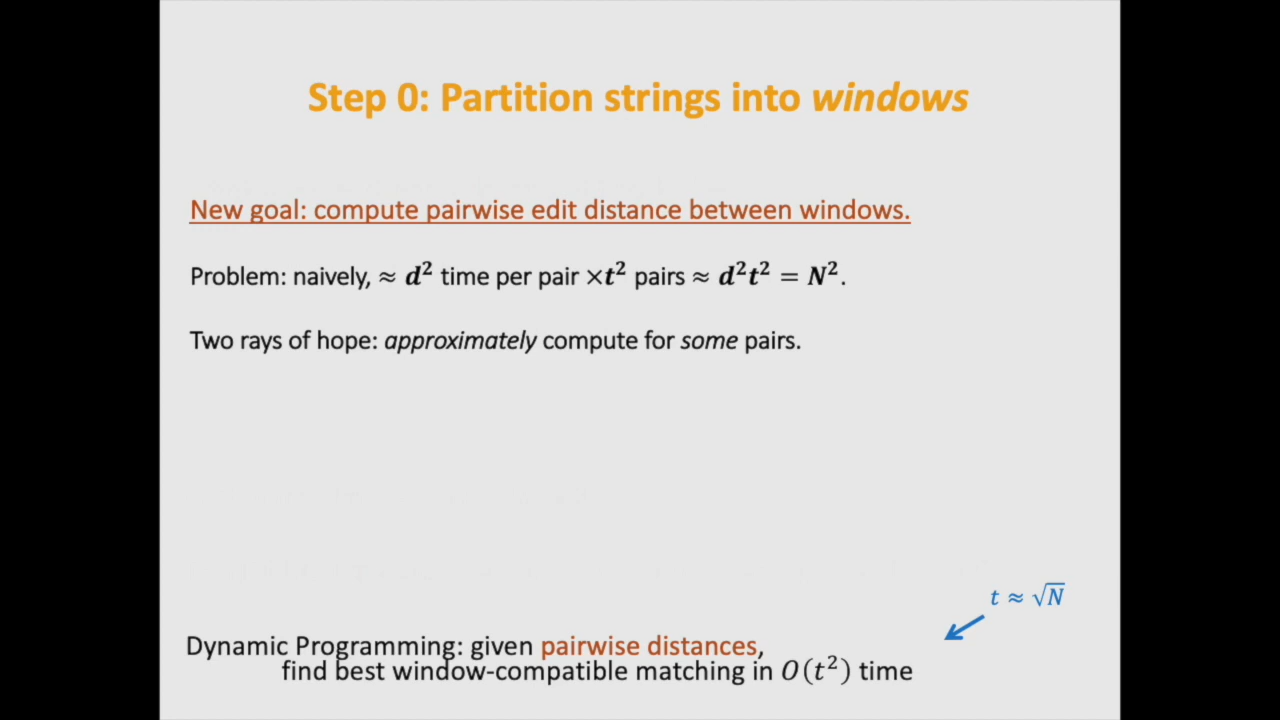 Step 0: Partition strings into windows
New goal: compute pairwise edit distance between windows.
Problem: naively, ≈ d² time per pair ×t² pairs ≈ d²t² = N².
Two rays of hope: approximately compute for some pairs.
t ≈ √N
Dynamic Programming: given pairwise distances,
find best window-compatible matching in O(t²) time